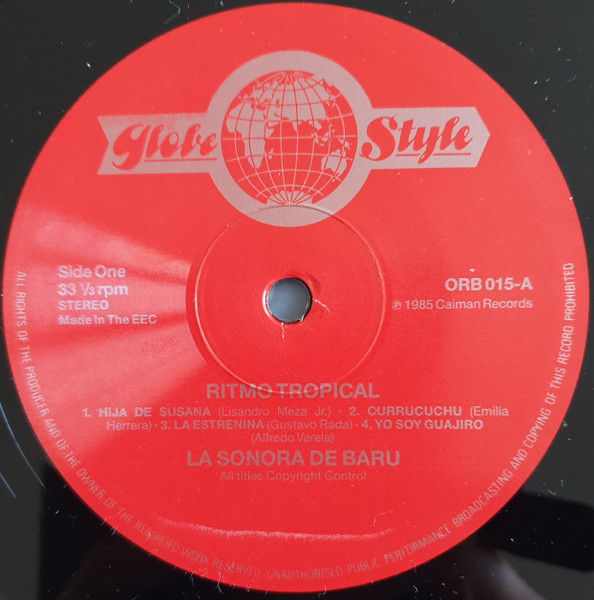 Globe Style
Side One
33 ⅓ rpm
STEREO
Made In The EEC
ORB 015-A
℗ 1985 Caiman Records
RITMO TROPICAL
1. HIJA DE SUSANA (Lisandro Meza Jr.) · 2. CURRUCUCHU (Emilia
Herrera) · 3. LA ESTRENINA (Gustavo Rada) · 4. YO SOY GUAJIRO
(Alfredo Varela)
LA SONORA DE BARU
All titles Copyright Control
ALL RIGHTS OF THE PRODUCER AND OF THE OWNER OF THE RECORDED WORK RESERVED. UNAUTHORISED PUBLIC PERFORMANCE BROADCASTING AND COPYING OF THIS RECORD PROHIBITED